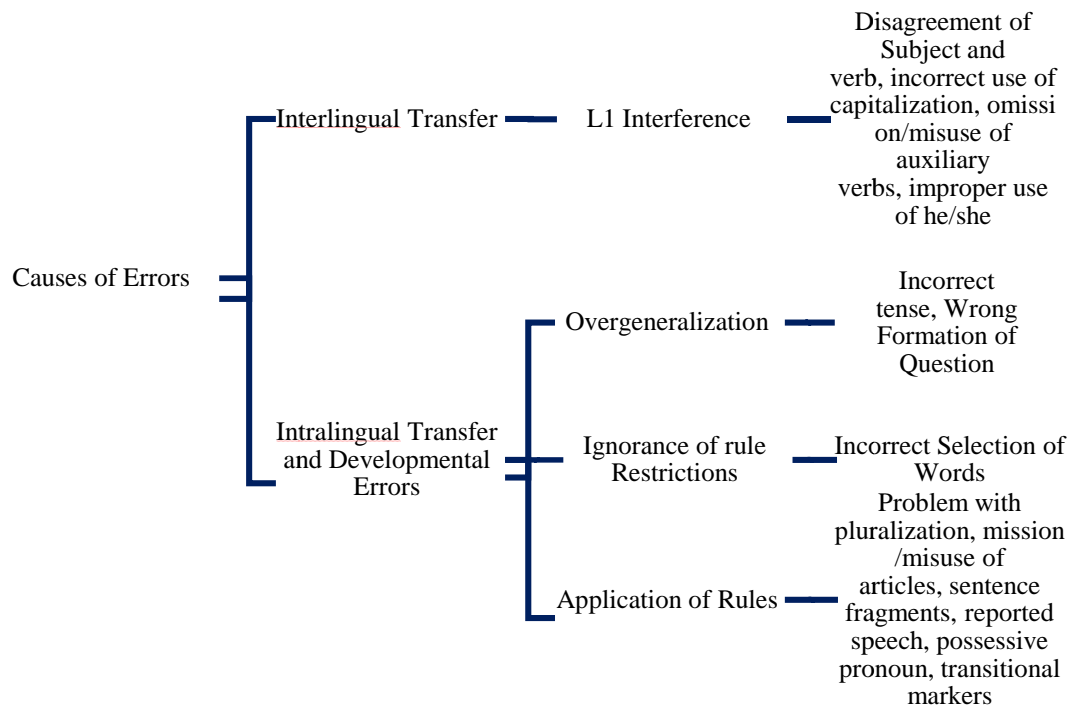 Disagreement of
Subject and
verb, incorrect use of
capitalization, omissi
on/misuse of
auxiliary
verbs, improper use
of he/she
Interlingual Transfer
L1 Interference
Causes of Errors
Incorrect
tense, Wrong
Formation of
Question
Overgeneralization
Intralingual Transfer
and Developmental
Errors
Ignorance of rule
Restrictions
Incorrect Selection of
Words
Problem with
pluralization, mission
/misuse of
articles, sentence
fragments, reported
speech, possessive
pronoun, transitional
markers
Application of Rules